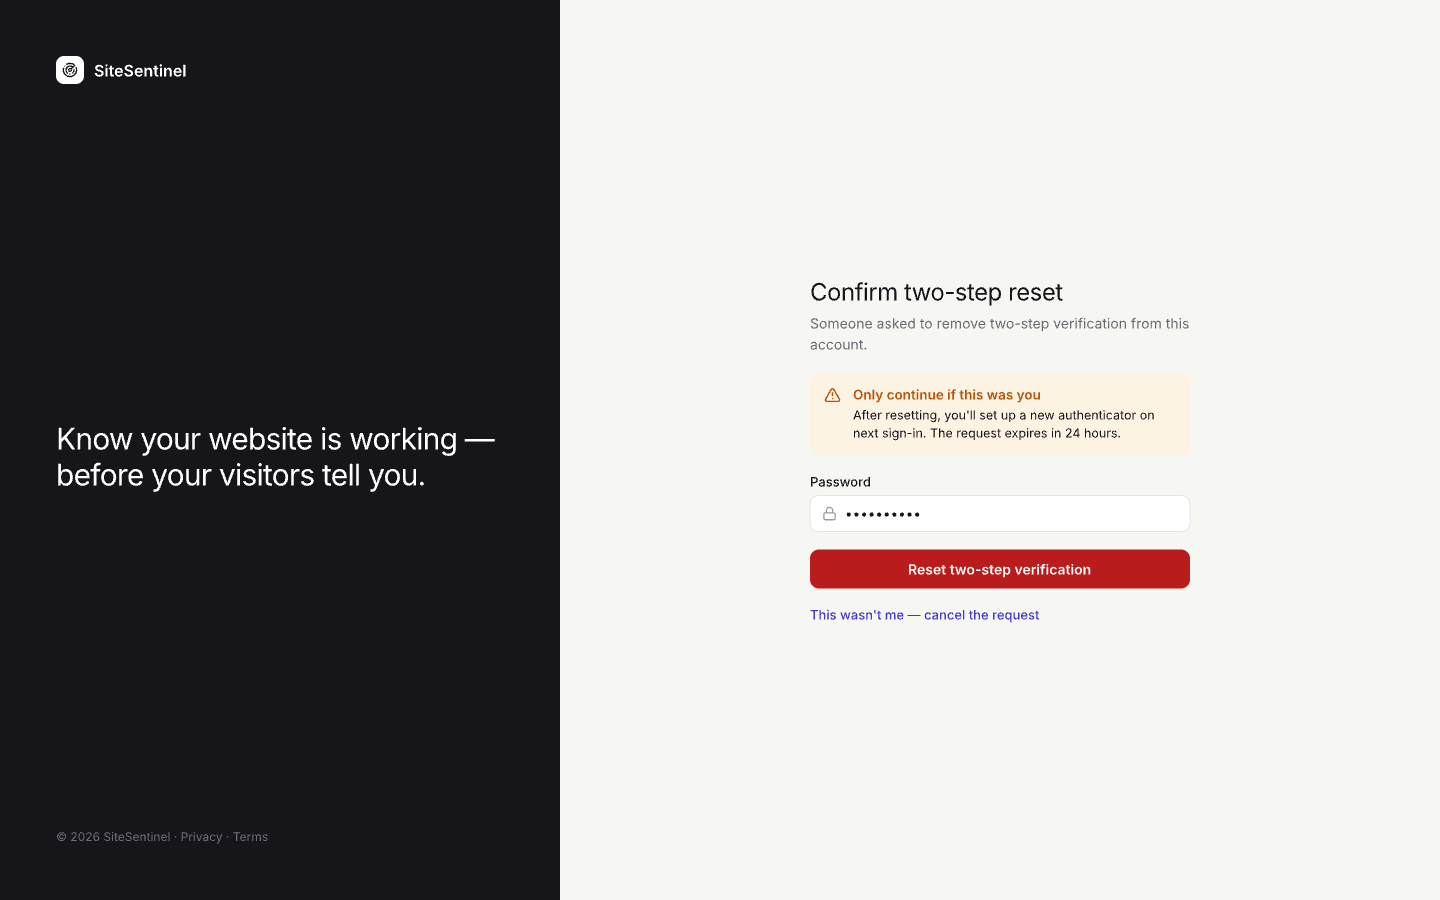 SiteSentinel
Know your website is working —
before your visitors tell you.
© 2026 SiteSentinel · Privacy · Terms
Confirm two-step reset
Someone asked to remove two-step verification from this
account.
Only continue if this was you
After resetting, you'll set up a new authenticator on
next sign-in. The request expires in 24 hours.
Password
••••••••••
Reset two-step verification
This wasn't me — cancel the request